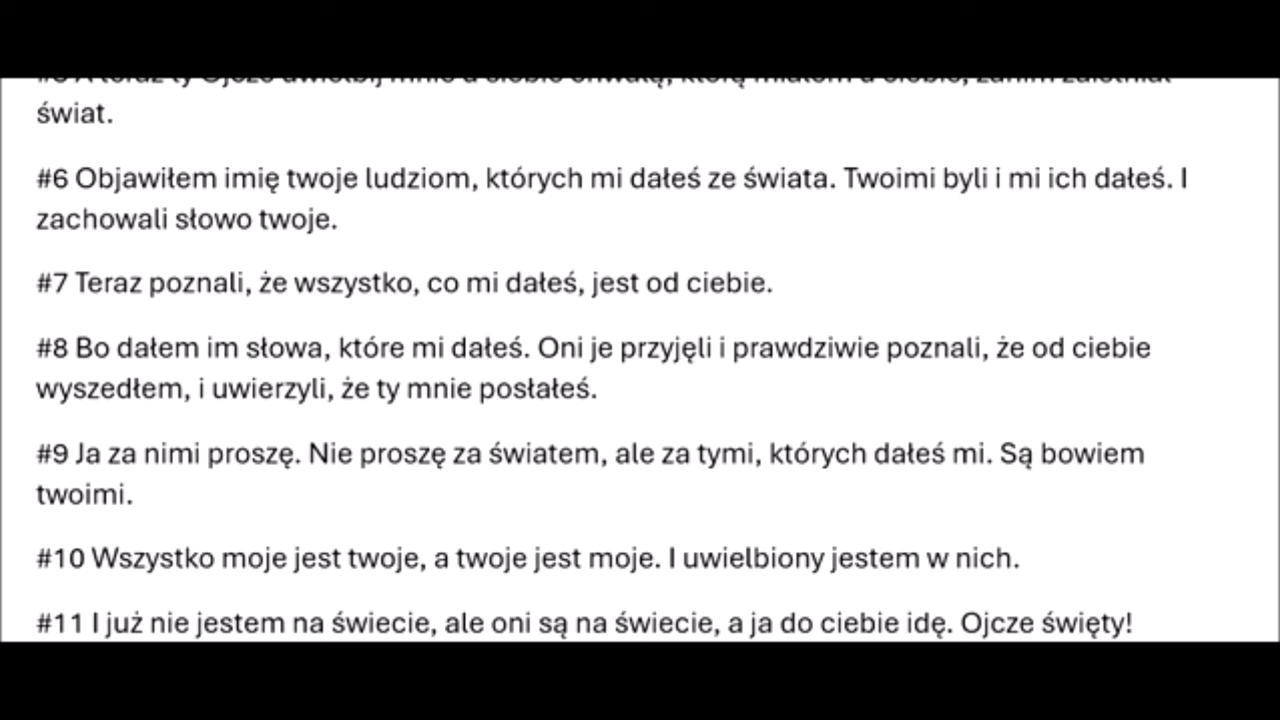 świat.
#6 Objawiłem imię twoje ludziom, których mi dałeś ze świata. Twoimi byli i mi ich dałeś. I
zachowali słowo twoje.
#7 Teraz poznali, że wszystko, co mi dałeś, jest od ciebie.
#8 Bo dałem im słowa, które mi dałeś. Oni je przyjęli i prawdziwie poznali, że od ciebie
wyszedłem, i uwierzyli, że ty mnie posłałeś.
#9 Ja za nimi proszę. Nie proszę za światem, ale za tymi, których dałeś mi. Są bowiem
twoimi.
#10 Wszystko moje jest twoje, a twoje jest moje. I uwielbiony jestem w nich.
#11 I już nie jestem na świecie, ale oni są na świecie, a ja do ciebie idę. Ojcze święty!